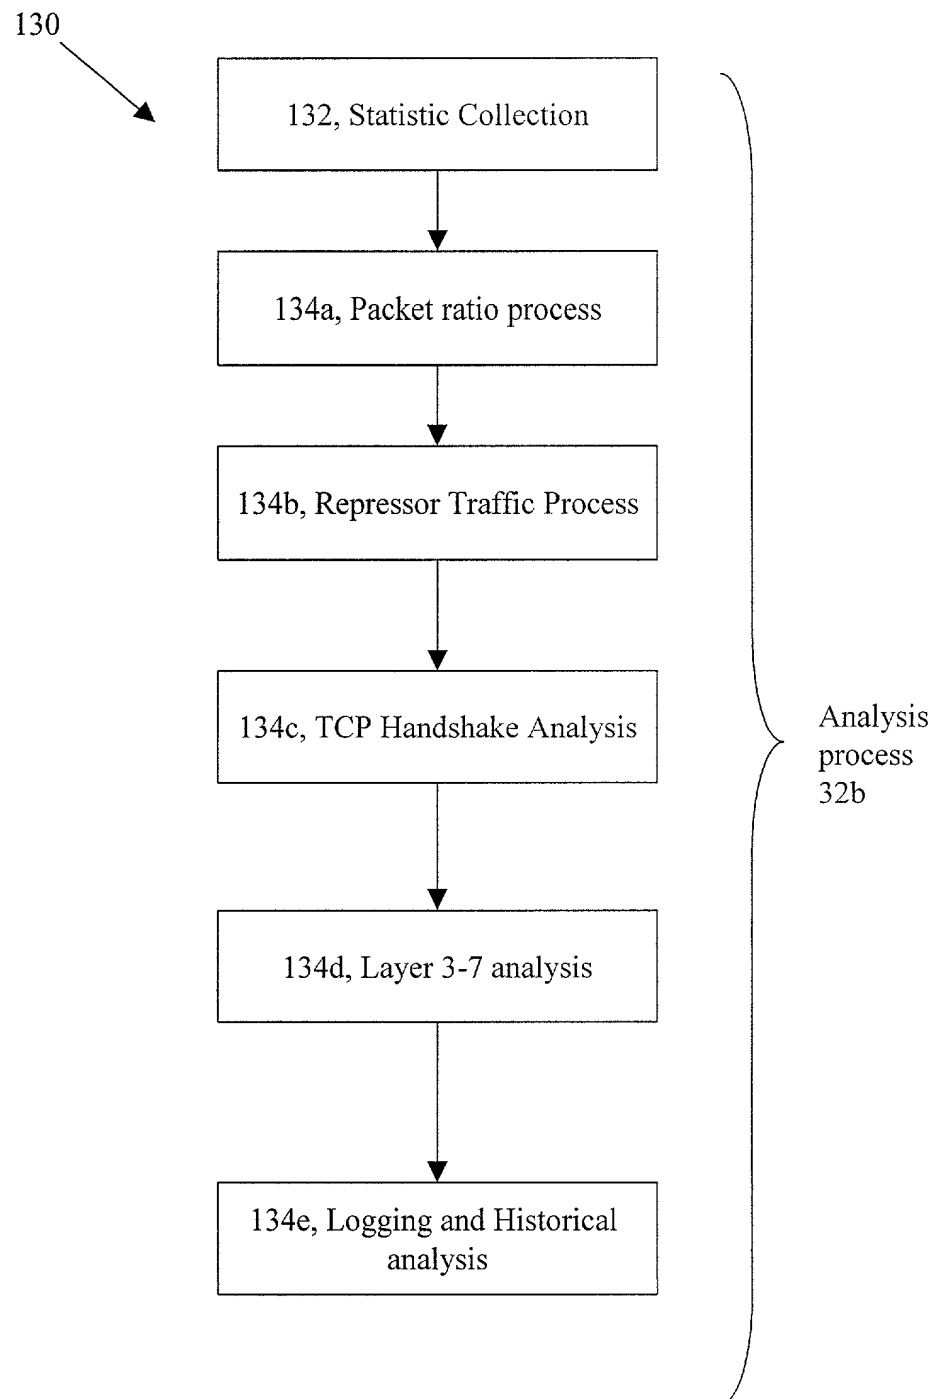 130
132, Statistic Collection
134a, Packet ratio process
134b, Repressor Traffic Process
134c, TCP Handshake Analysis
Analysis
process
32b
134d, Layer 3-7 analysis
134e, Logging and Historical
analysis